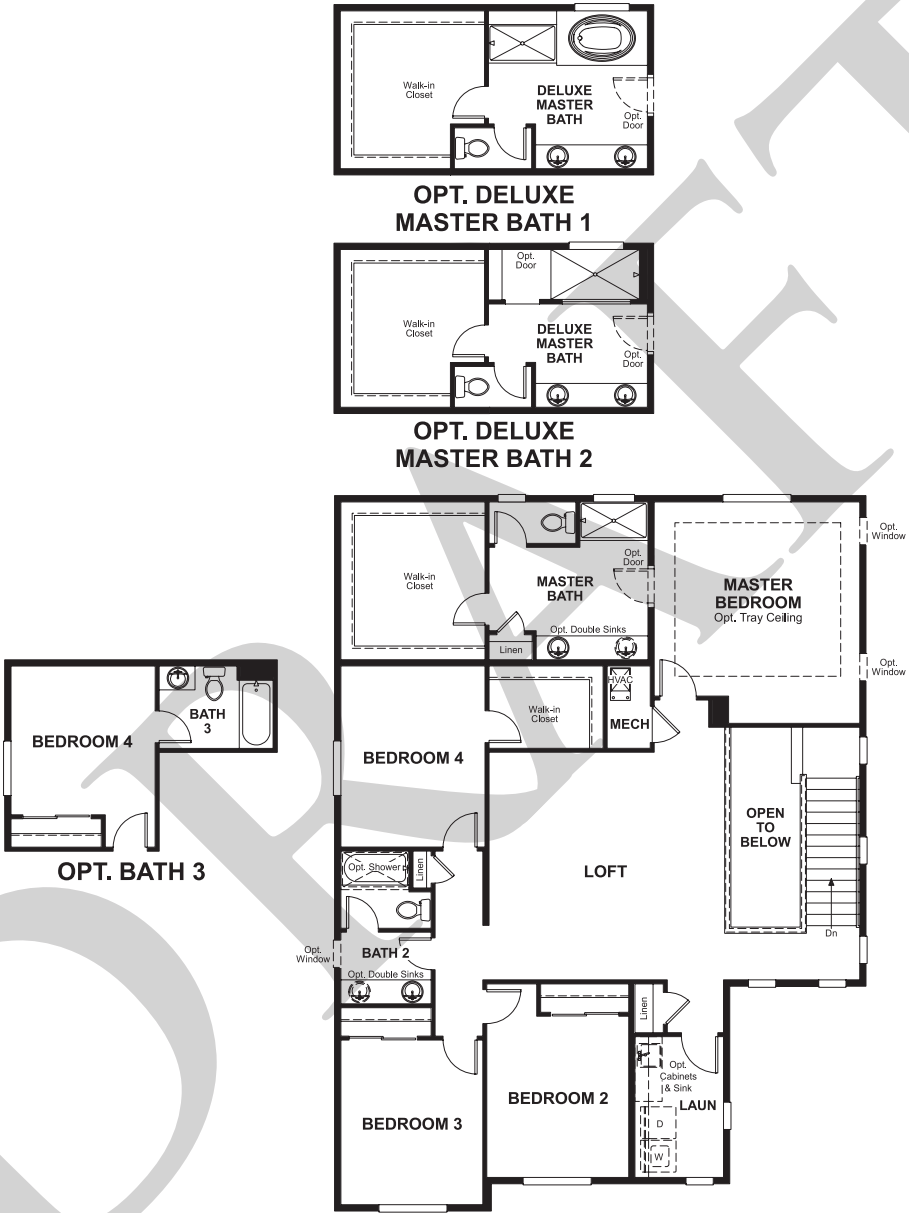 Walk-in
Closet
DELUXE
MASTER
BATH
Opt.
Door
OPT. DELUXE
MASTER BATH 1
Opt.
Door
Walk-in
Closet
DELUXE
MASTER
BATH
Opt.
Door
OPT. DELUXE
MASTER BATH 2
Walk-in
Closet
MASTER
BATH
Opt.
Door
Opt. Double Sinks
Linen
MASTER
BEDROOM
Opt. Tray Ceiling
Opt.
Window
Opt.
Window
HVAC
MECH
Walk-in
Closet
BEDROOM 4
BATH
3
BEDROOM 4
OPT. BATH 3
OPEN
TO
BELOW
Dn
LOFT
Opt. Shower
Linen
Opt.
Window
BATH 2
Opt. Double Sinks
Linen
Opt.
Cabinets
& Sink
LAUN
D
W
BEDROOM 2
BEDROOM 3
DRAFT